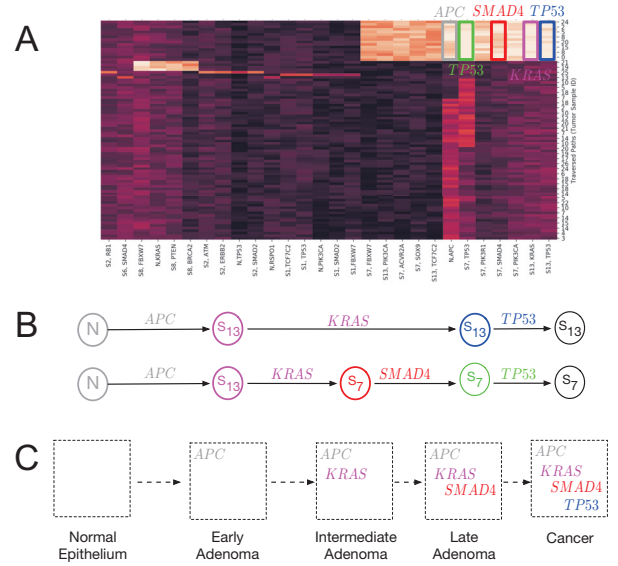 A
APC SMAD4 TP53
TP53
KRAS
Traversed Paths (Tumor Sample ID)
S2, RB1
S6, SMAD4
S8, FBXW7
N,KRAS
S8, PTEN
S8, BRCA2
S2, ATM
S2, ERBB2
N,TP53
S2, SMAD2
N,RSPO1
S1,TCF7C2
S1, TP53
N,PIK3CA
S1, SMAD2
S1,FBXW7
S7, FBXW7
S13, PIK3CA
S7, ACVR2A
S7, SOX9
S13, TCF7C2
N,APC
S7, TP53
S7, PIK3R1
S7, SMAD4
S7, PIK3CA
S13, KRAS
S13, TP53
B
N APC S13 KRAS S13 TP53 S13
N APC S13 KRAS S7 SMAD4 S7 TP53 S7
C
APC APC APC APC
KRAS KRAS KRAS
SMAD4 SMAD4
TP53
Normal Early Intermediate Late Cancer
Epithelium Adenoma Adenoma Adenoma